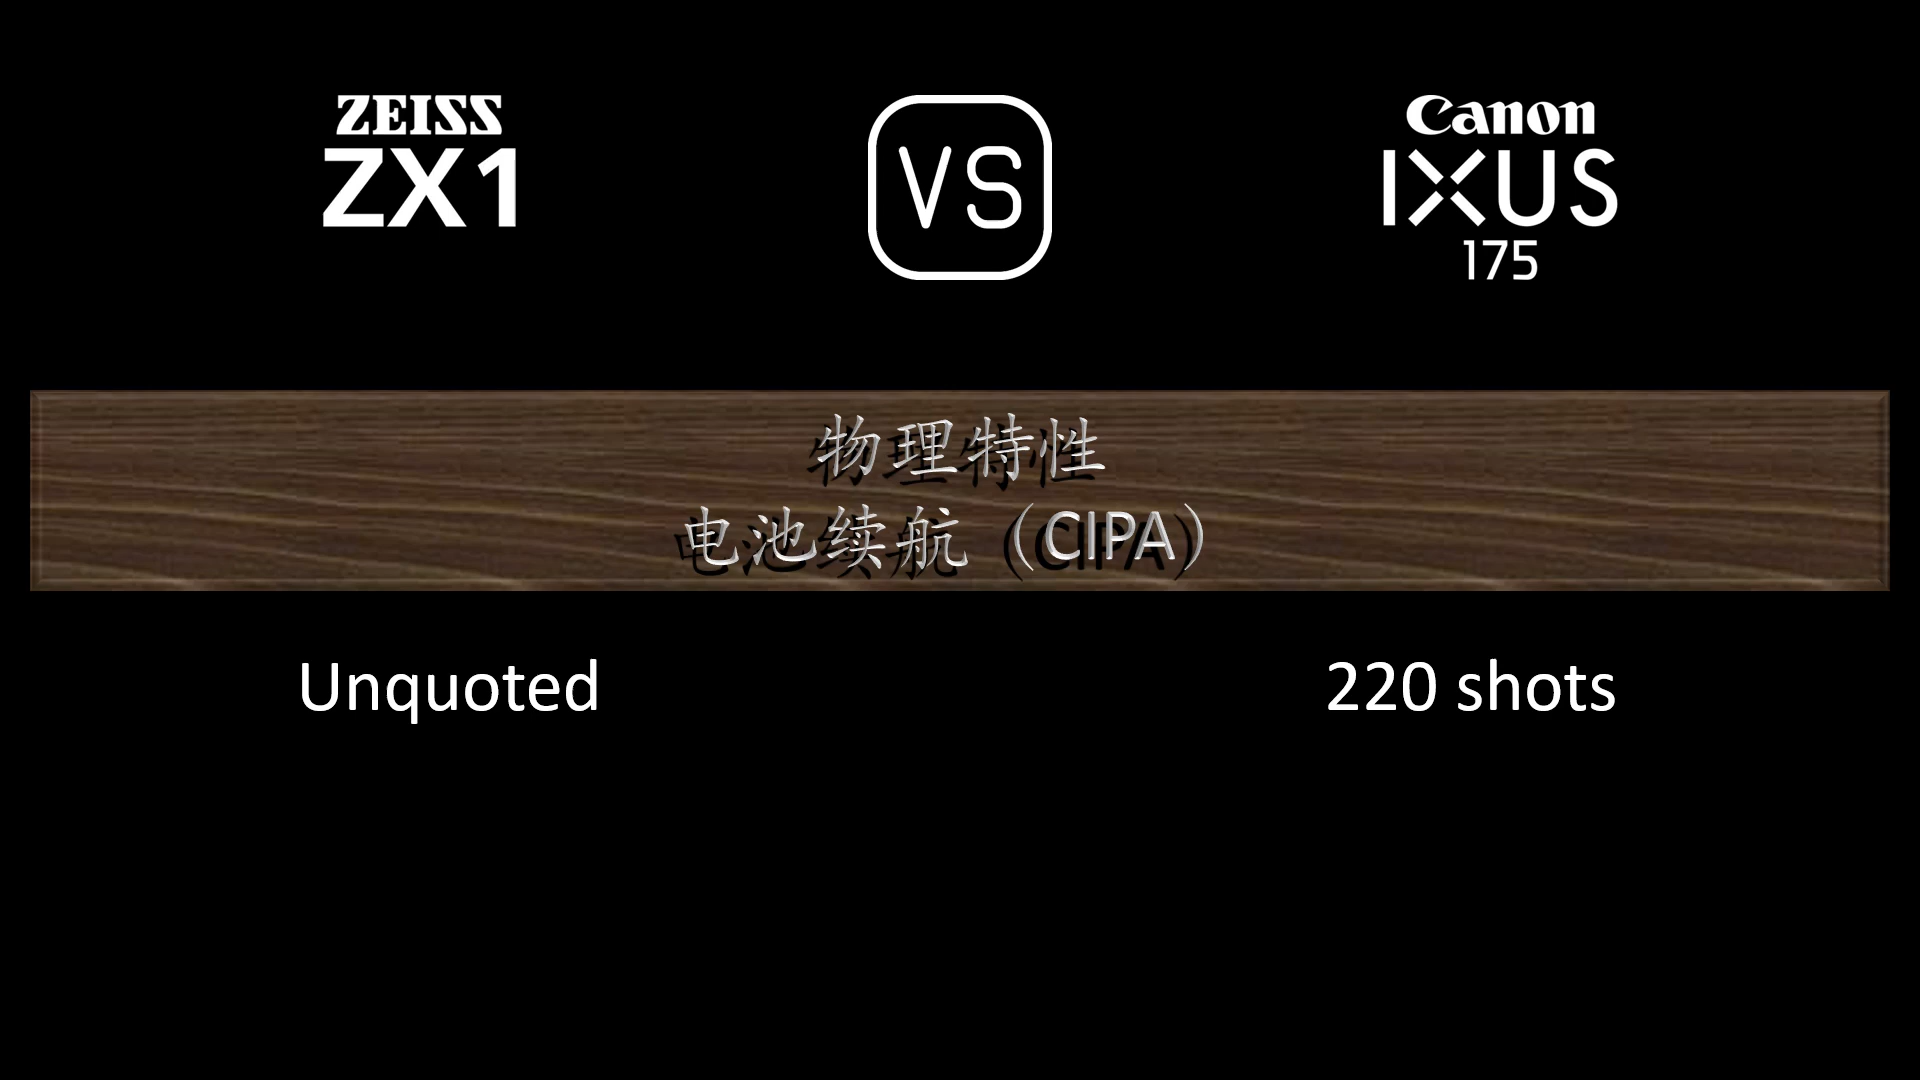 ZEISS
ZX1
VS
Canon
IXUS
175
物理特性
电池续航（CIPA）
Unquoted
220 shots